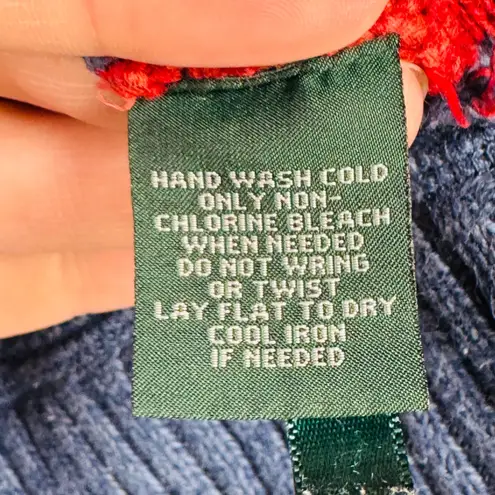 HAND WASH COLD
ONLY NON-
CHLORINE BLEACH
WHEN NEEDED
DO NOT WRING
OR TWIST
LAY FLAT TO DRY
COOL IRON
IF NEEDED